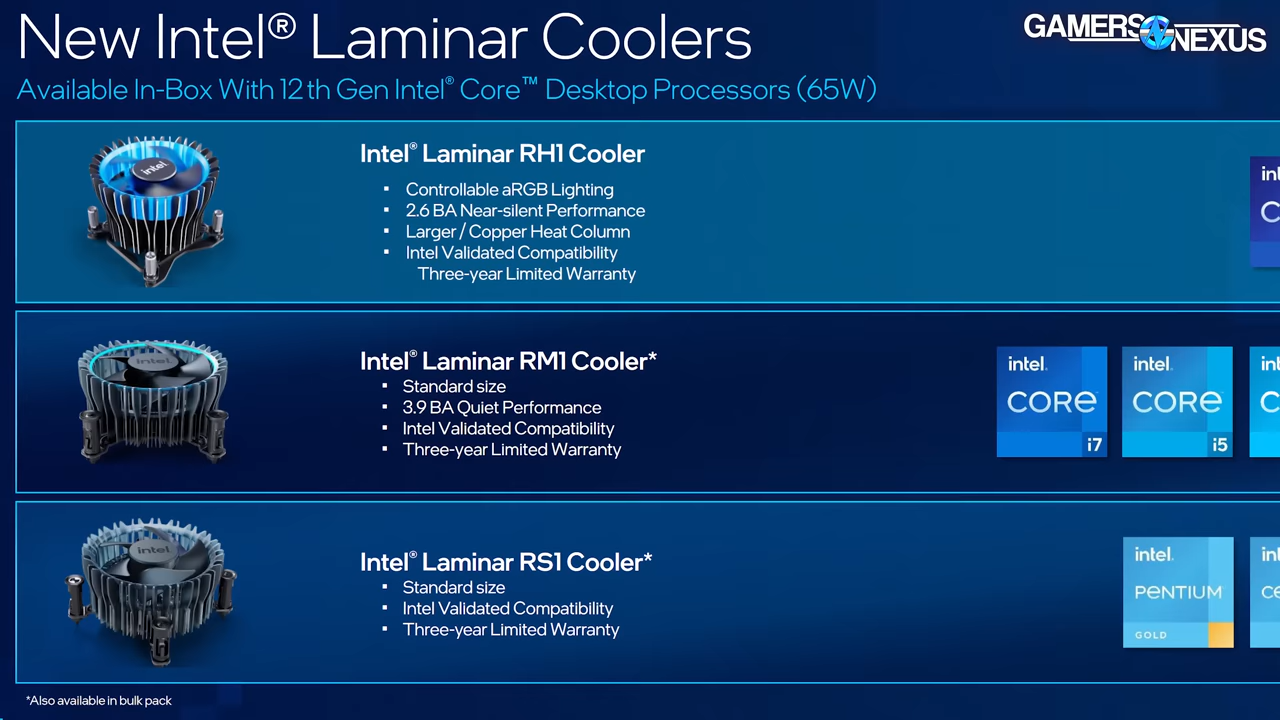 New Intel® Laminar Coolers
GAMERS NEXUS
Available In-Box With 12th Gen Intel® Core™ Desktop Processors (65W)
intel
Intel® Laminar RH1 Cooler
▪ Controllable aRGB Lighting
▪ 2.6 BA Near-silent Performance
▪ Larger / Copper Heat Column
▪ Intel Validated Compatibility
Three-year Limited Warranty
intel
Intel® Laminar RM1 Cooler*
▪ Standard size
▪ 3.9 BA Quiet Performance
▪ Intel Validated Compatibility
▪ Three-year Limited Warranty
intel.
CORE
i7
intel.
CORE
i5
intel
Intel® Laminar RS1 Cooler*
▪ Standard size
▪ Intel Validated Compatibility
▪ Three-year Limited Warranty
intel.
PENTIUM
GOLD
*Also available in bulk pack